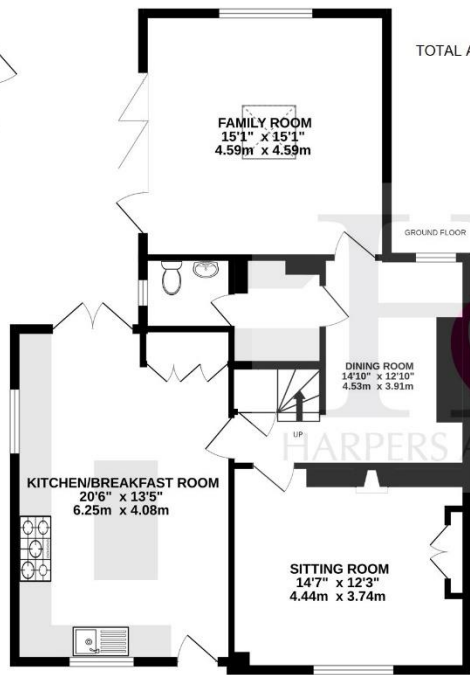 TOTAL A
FAMILY ROOM
15'1" x 15'1"
4.59m x 4.59m
GROUND FLOOR
DINING ROOM
14'10" x 12'10"
4.53m x 3.91m
UP
HARPERS A
KITCHEN/BREAKFAST ROOM
20'6" x 13'5"
6.25m x 4.08m
SITTING ROOM
14'7" x 12'3"
4.44m x 3.74m